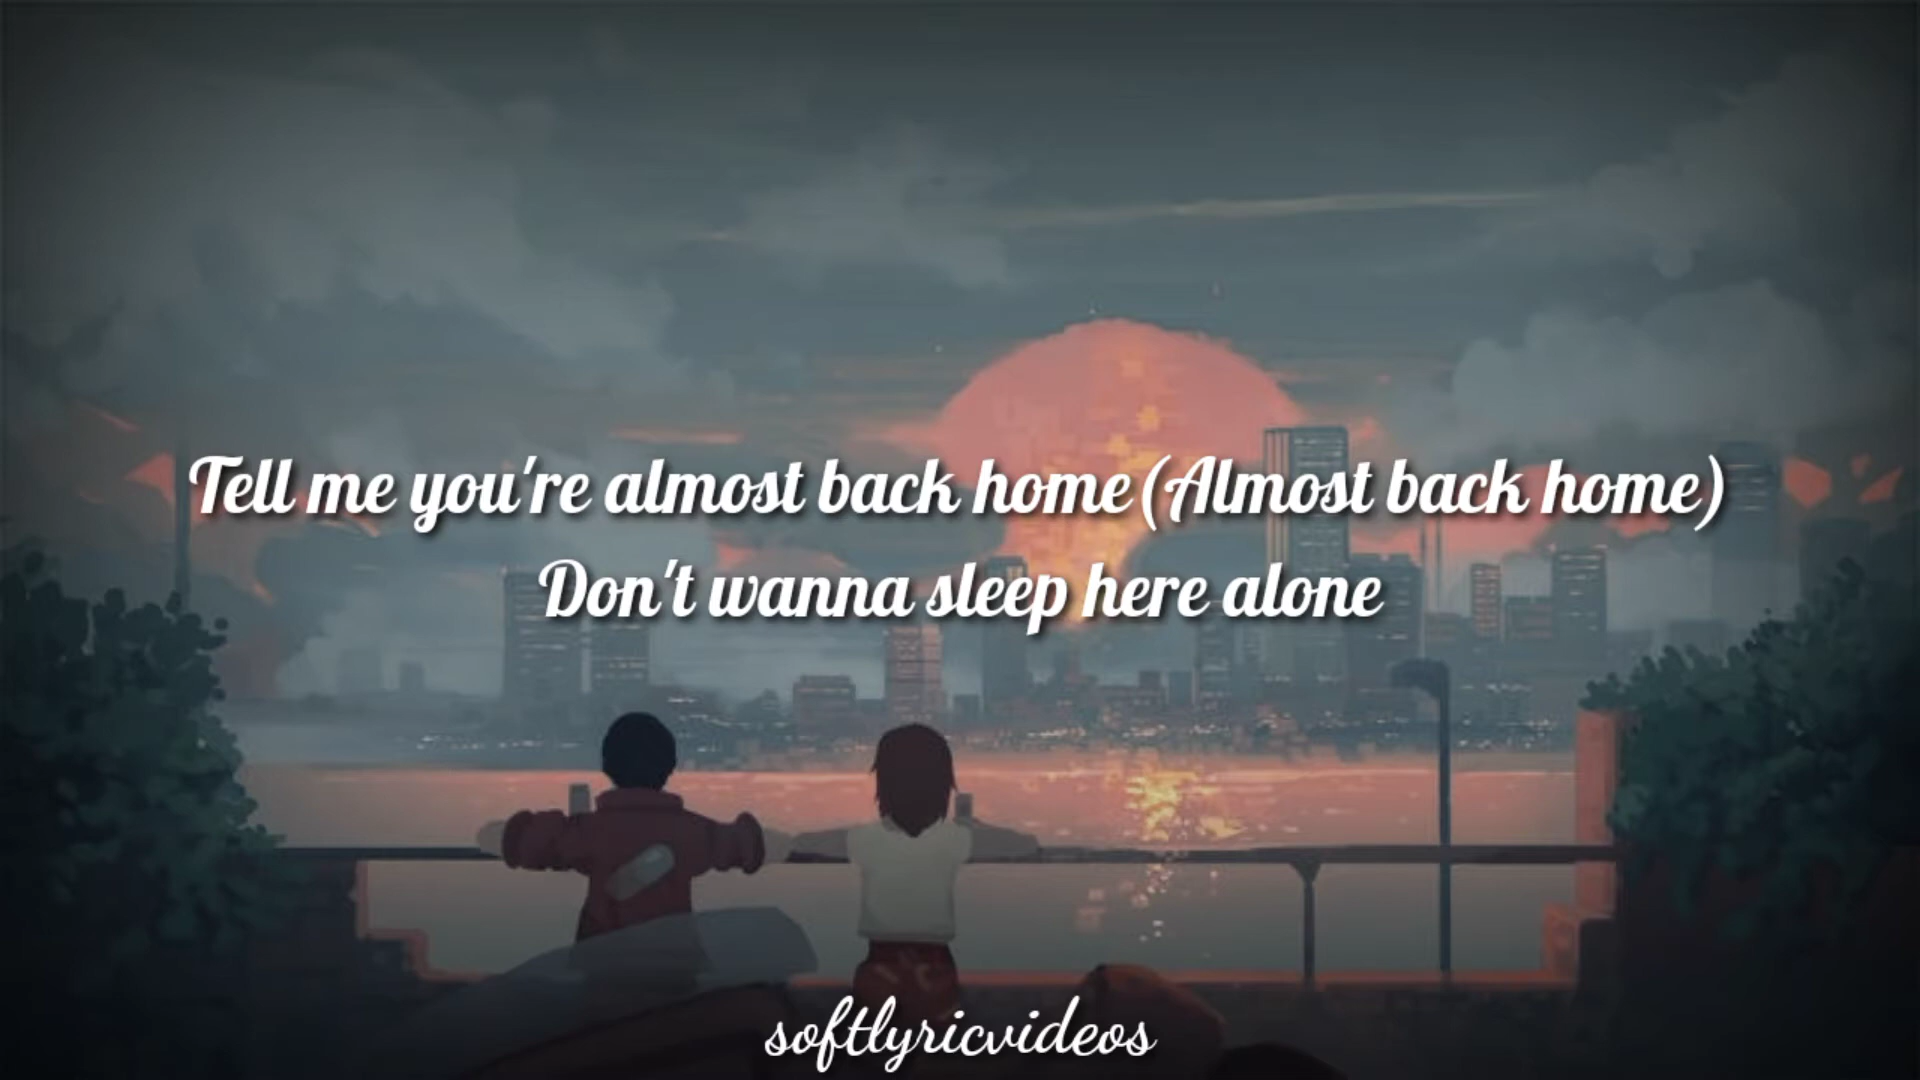 Tell me you're almost back home(Almost back home)
Don't wanna sleep here alone
softlyricvideos